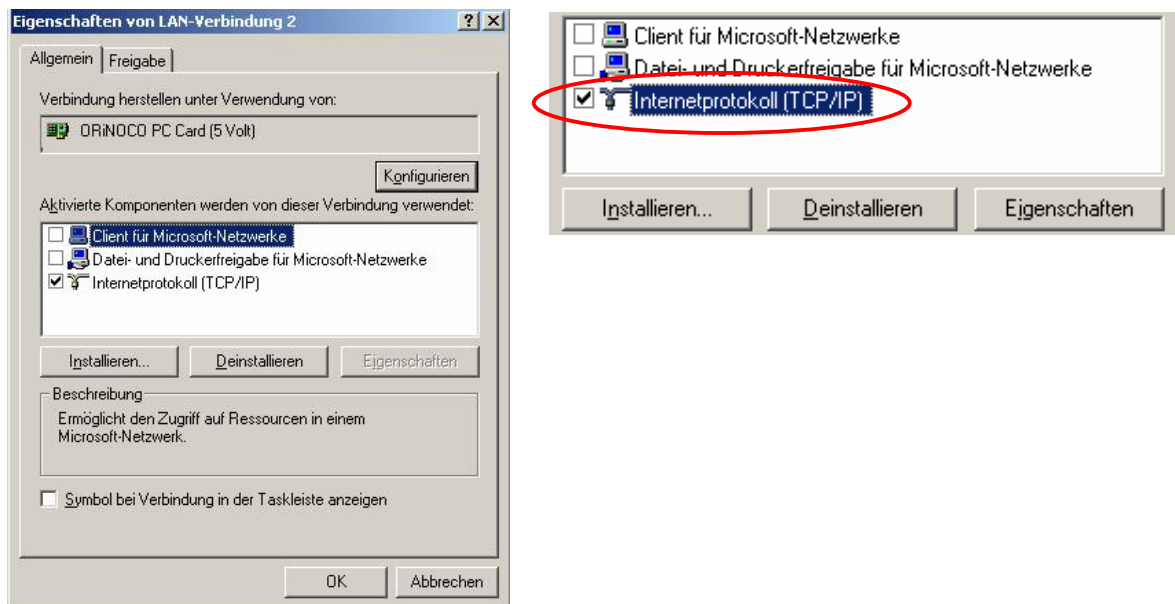 Eigenschaften von LAN-Verbindung 2
Allgemein
Freigabe
Verbindung herstellen unter Verwendung von:
ORiNOCO PC Card (5 Volt)
Konfigurieren
Aktivierte Komponenten werden von dieser Verbindung verwendet:
Client für Microsoft-Netzwerke
Datei- und Druckerfreigabe für Microsoft-Netzwerke
Internetprotokoll (TCP/IP)
Installieren...
Deinstallieren
Eigenschaften
Beschreibung
Ermöglicht den Zugriff auf Ressourcen in einem
Microsoft-Netzwerk.
Symbol bei Verbindung in der Taskleiste anzeigen
OK
Abbrechen
Client für Microsoft-Netzwerke
Datei- und Druckerfreigabe für Microsoft-Netzwerke
Internetprotokoll (TCP/IP)
Installieren...
Deinstallieren
Eigenschaften